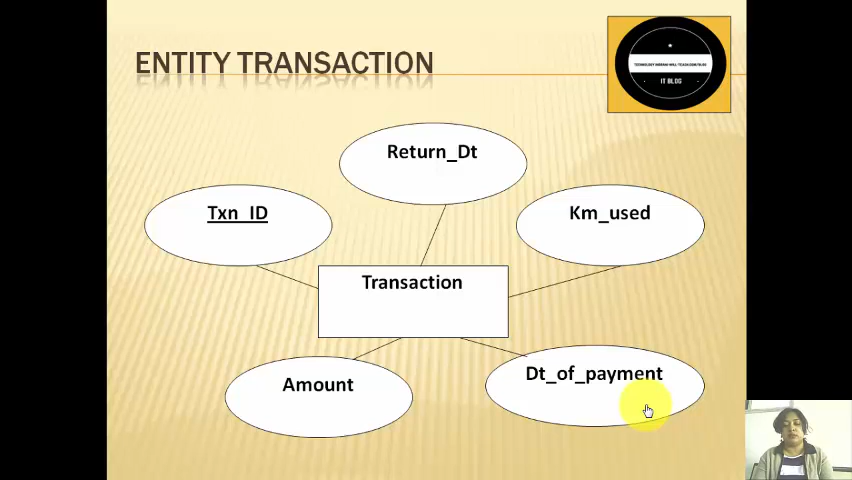 ENTITY TRANSACTION
IT BLOG
Return_Dt
Txn_ID
Km_used
Transaction
Amount
Dt_of_payment